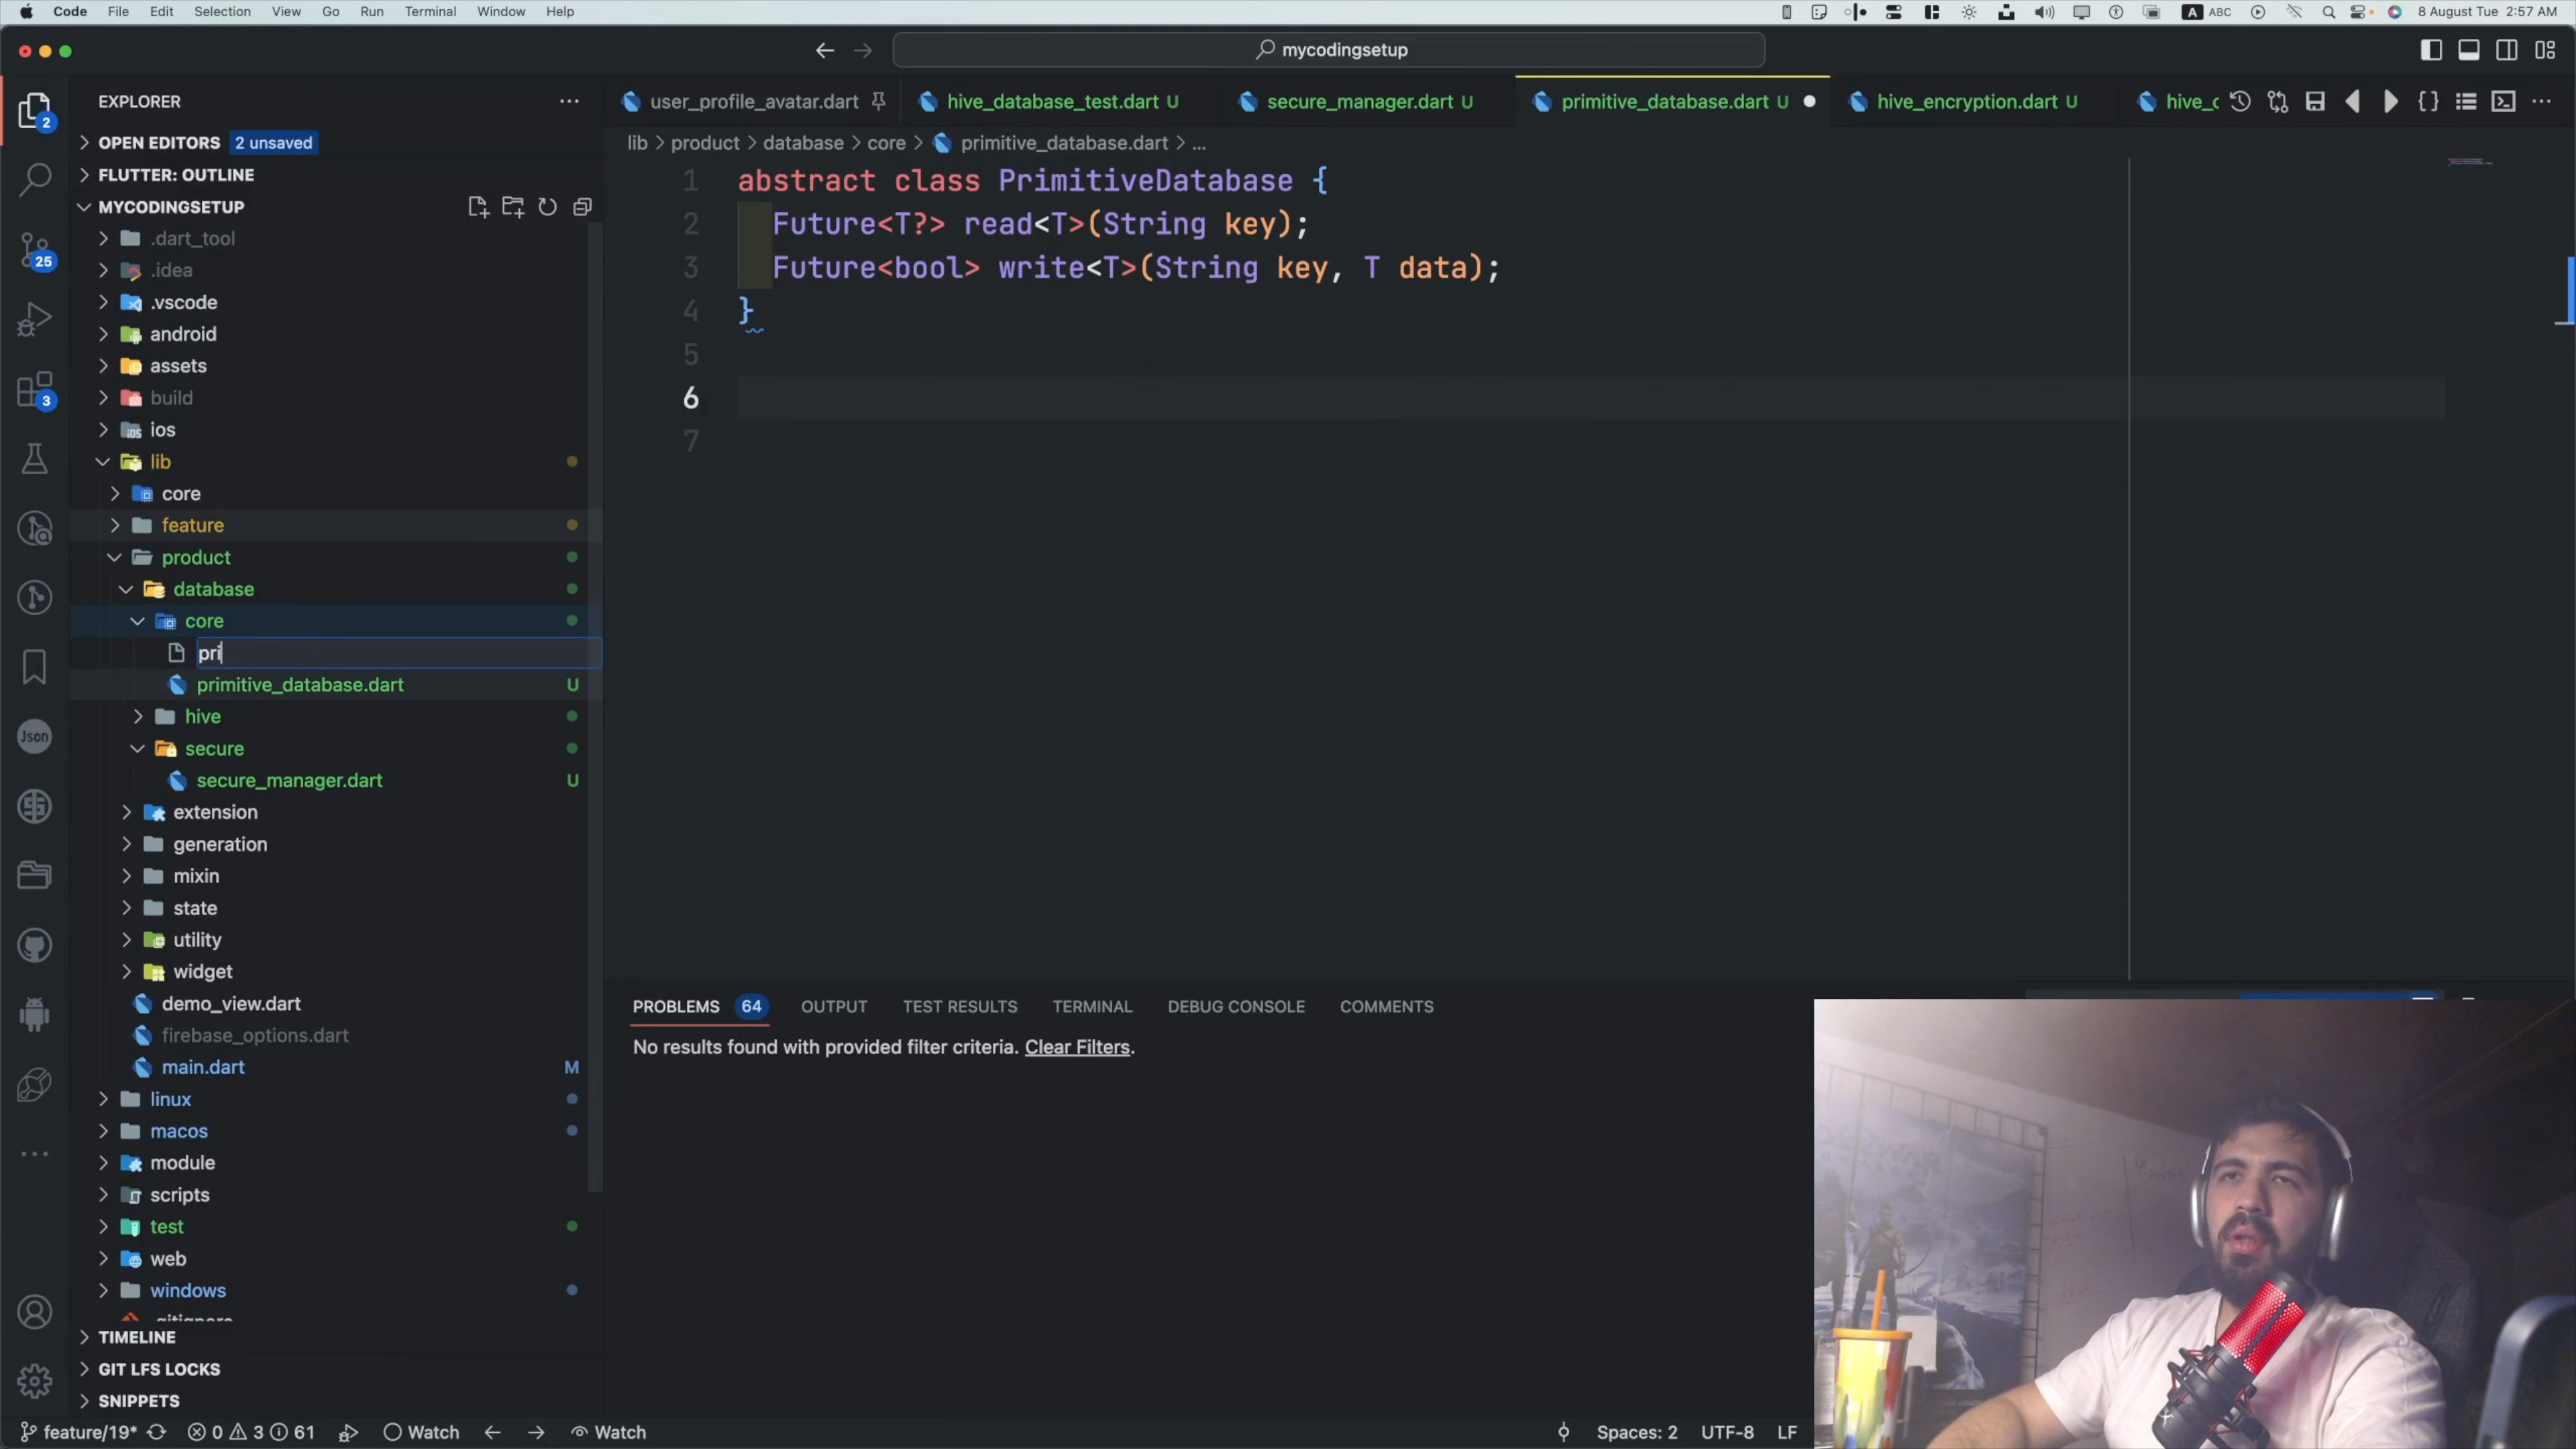 Code File Edit Selection View Go Run Terminal Window Help
A ABC 8 August Tue 2:57 AM
mycodingsetup
EXPLORER
OPEN EDITORS 2 unsaved
FLUTTER: OUTLINE
MYCODINGSETUP
.dart_tool
.idea
.vscode
android
assets
build
ios
lib
core
feature
product
database
core
pri
primitive_database.dart U
hive
secure
secure_manager.dart U
extension
generation
mixin
state
utility
widget
demo_view.dart
firebase_options.dart
main.dart M
linux
macos
module
scripts
test
web
windows
TIMELINE
GIT LFS LOCKS
SNIPPETS
2
25
3
Json
user_profile_avatar.dart hive_database_test.dart U secure_manager.dart U primitive_database.dart U hive_encryption.dart U hive_c
lib > product > database > core > primitive_database.dart > ...
1 abstract class PrimitiveDatabase {
2 Future<T?> read<T>(String key);
3 Future<bool> write<T>(String key, T data);
4 }
5
6
7
PROBLEMS 64 OUTPUT TEST RESULTS TERMINAL DEBUG CONSOLE COMMENTS
No results found with provided filter criteria. Clear Filters.
feature/19* 0 3 61 Watch Watch Spaces: 2 UTF-8 LF